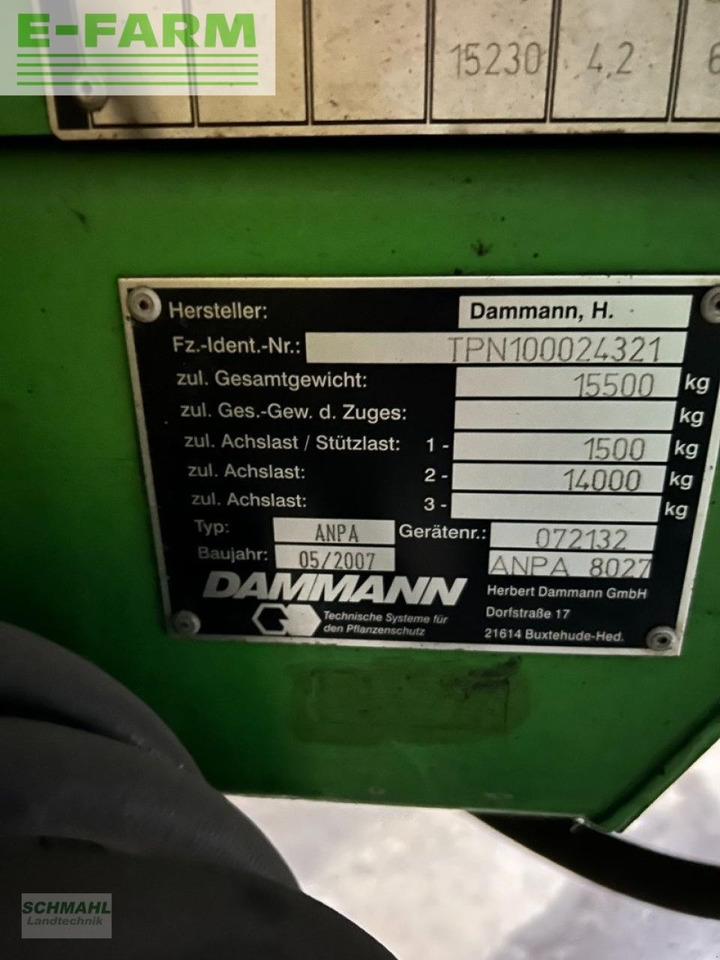 E-FARM
15230 4,2 6
Hersteller: Dammann, H.
Fz.-Ident.-Nr.: TPN100024321
zul. Gesamtgewicht: 15500 kg
zul. Ges.-Gew. d. Zuges: kg
zul. Achslast / Stützlast: 1 - 1500 kg
zul. Achslast: 2 - 14000 kg
zul. Achslast: 3 - kg
Typ: ANPA Gerätenr.: 072132
Baujahr: 05/2007 ANPA 8027
DAMMANN Herbert Dammann GmbH
Technische Systeme für Dorfstraße 17
den Pflanzenschutz 21614 Buxtehude-Hed.
SCHMAHL
Landtechnik